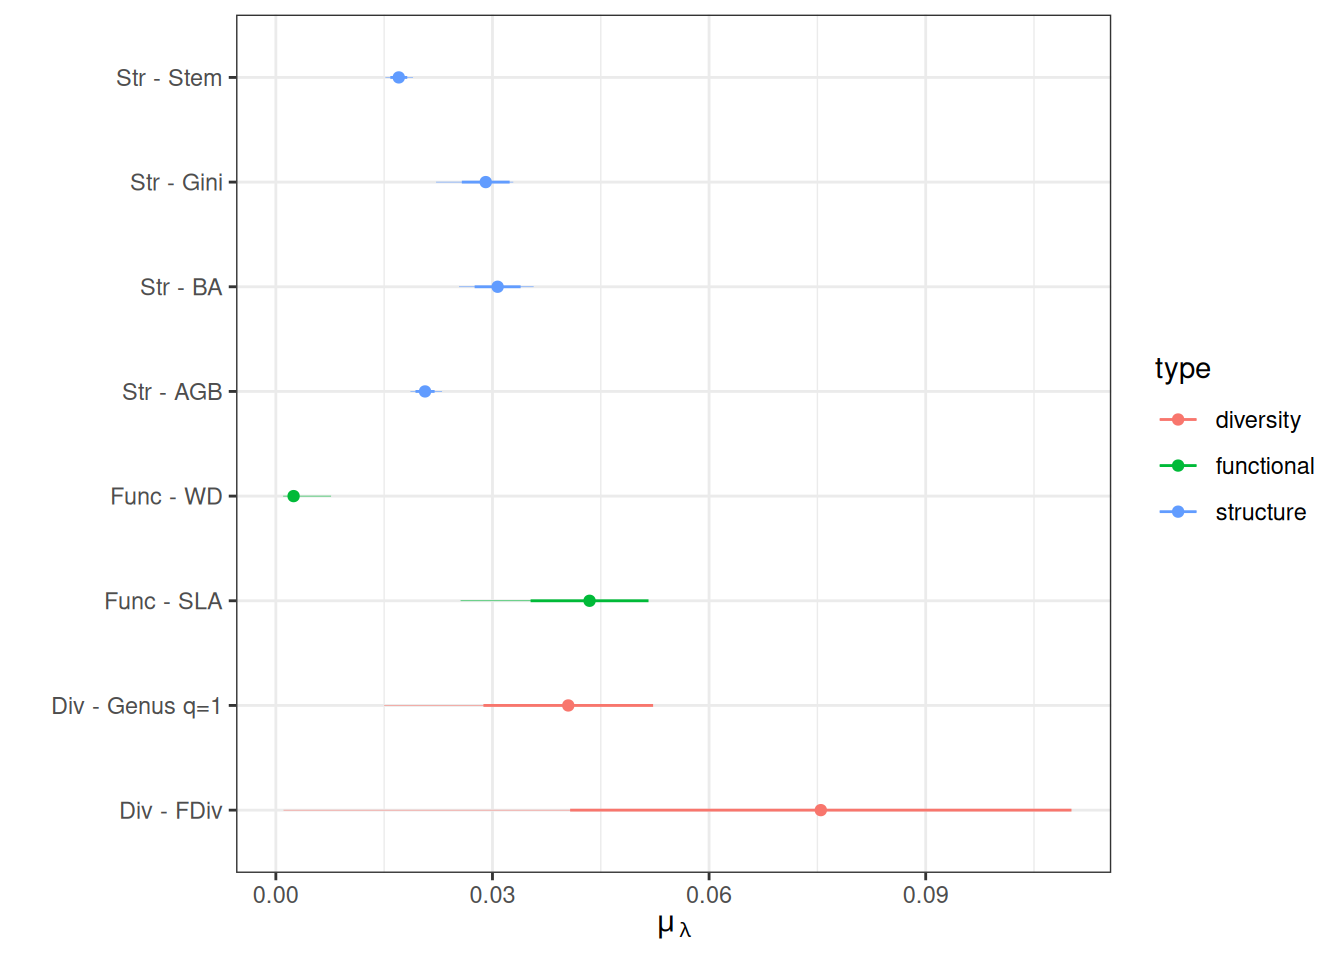 Str - Stem
Str - Gini
Str - BA
Str - AGB
Func - WD
Func - SLA
Div - Genus q=1
Div - FDiv
0.00 0.03 0.06 0.09
μ λ
type
diversity
functional
structure